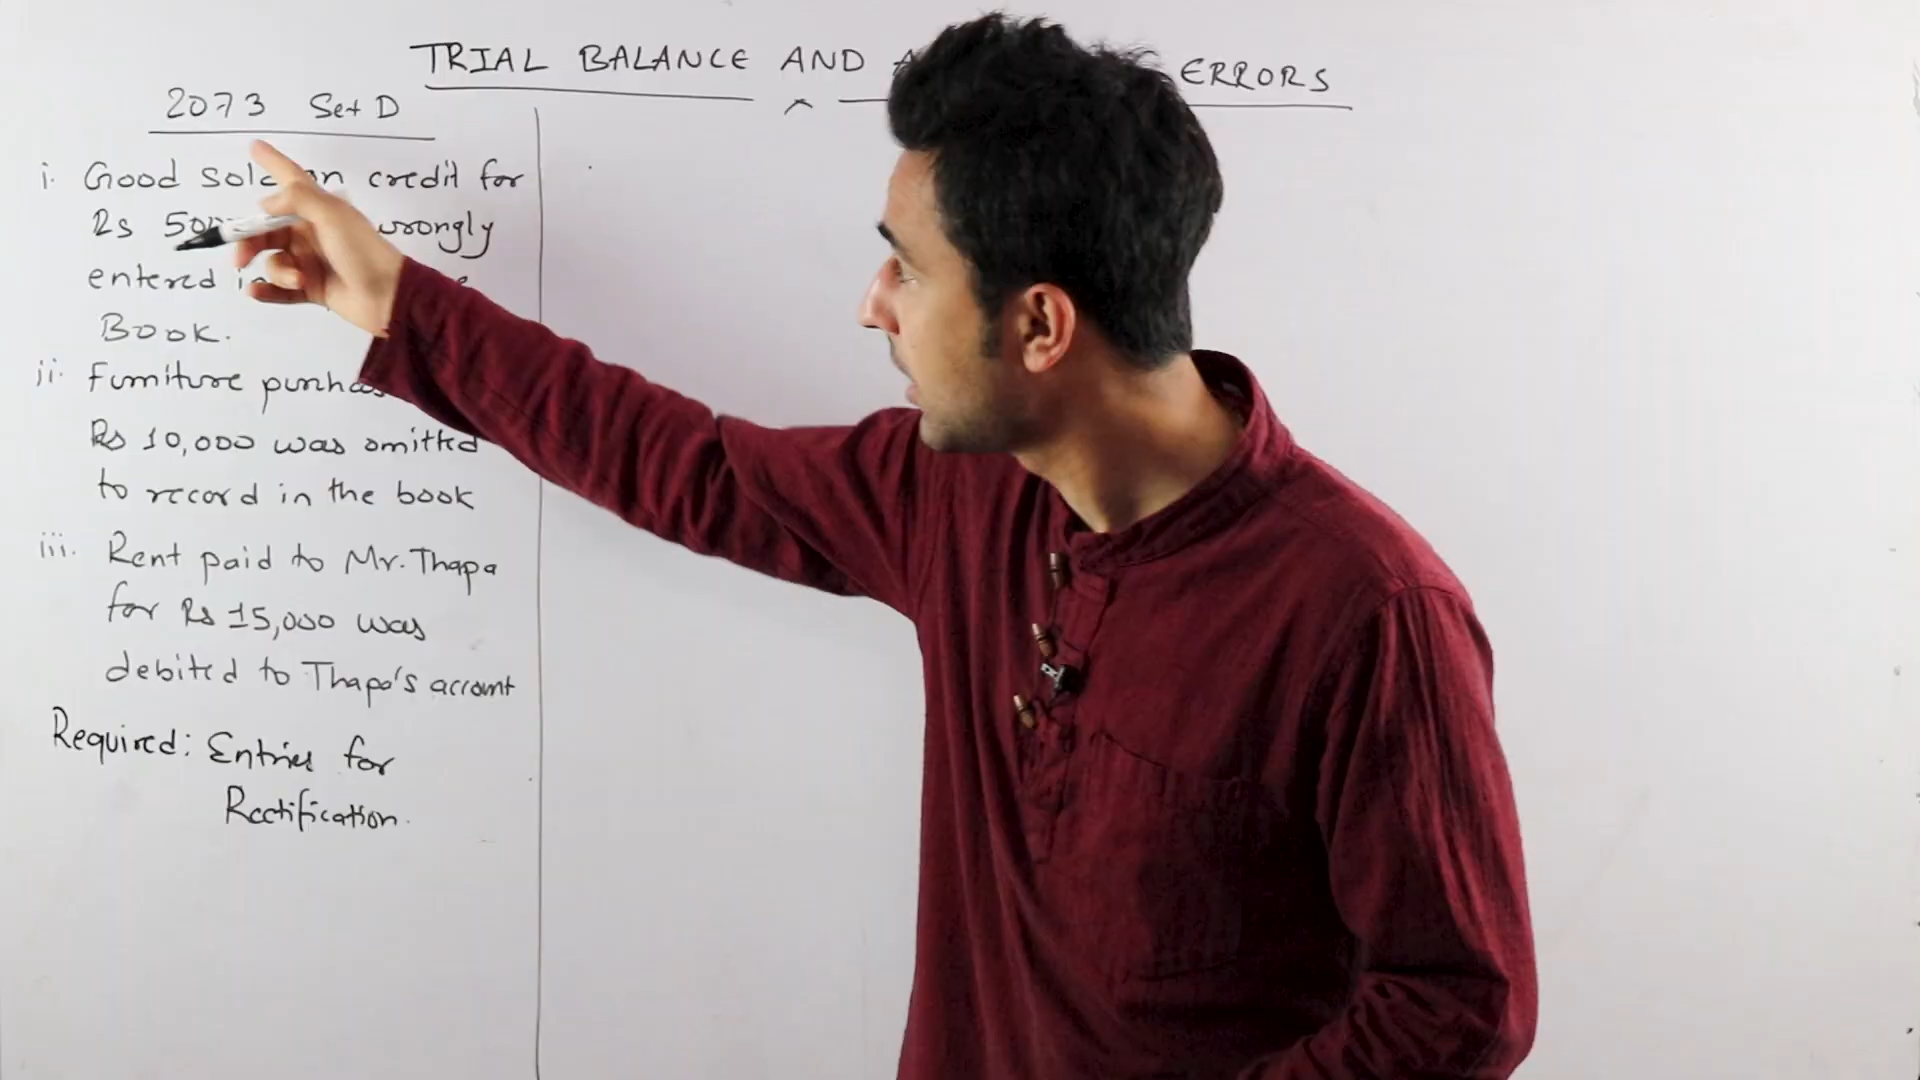 TRIAL BALANCE AND ERRORS
2073 Set D
i. Good sold on credit for
Rs wrongly
entered in
Book.
ii. Furniture
Rs 10,000 was omitted
to record in the book
iii. Rent paid to Mr. Thapa
for Rs 15,000 was
debited to Thapa's account
Required: Entries for
Rectification.